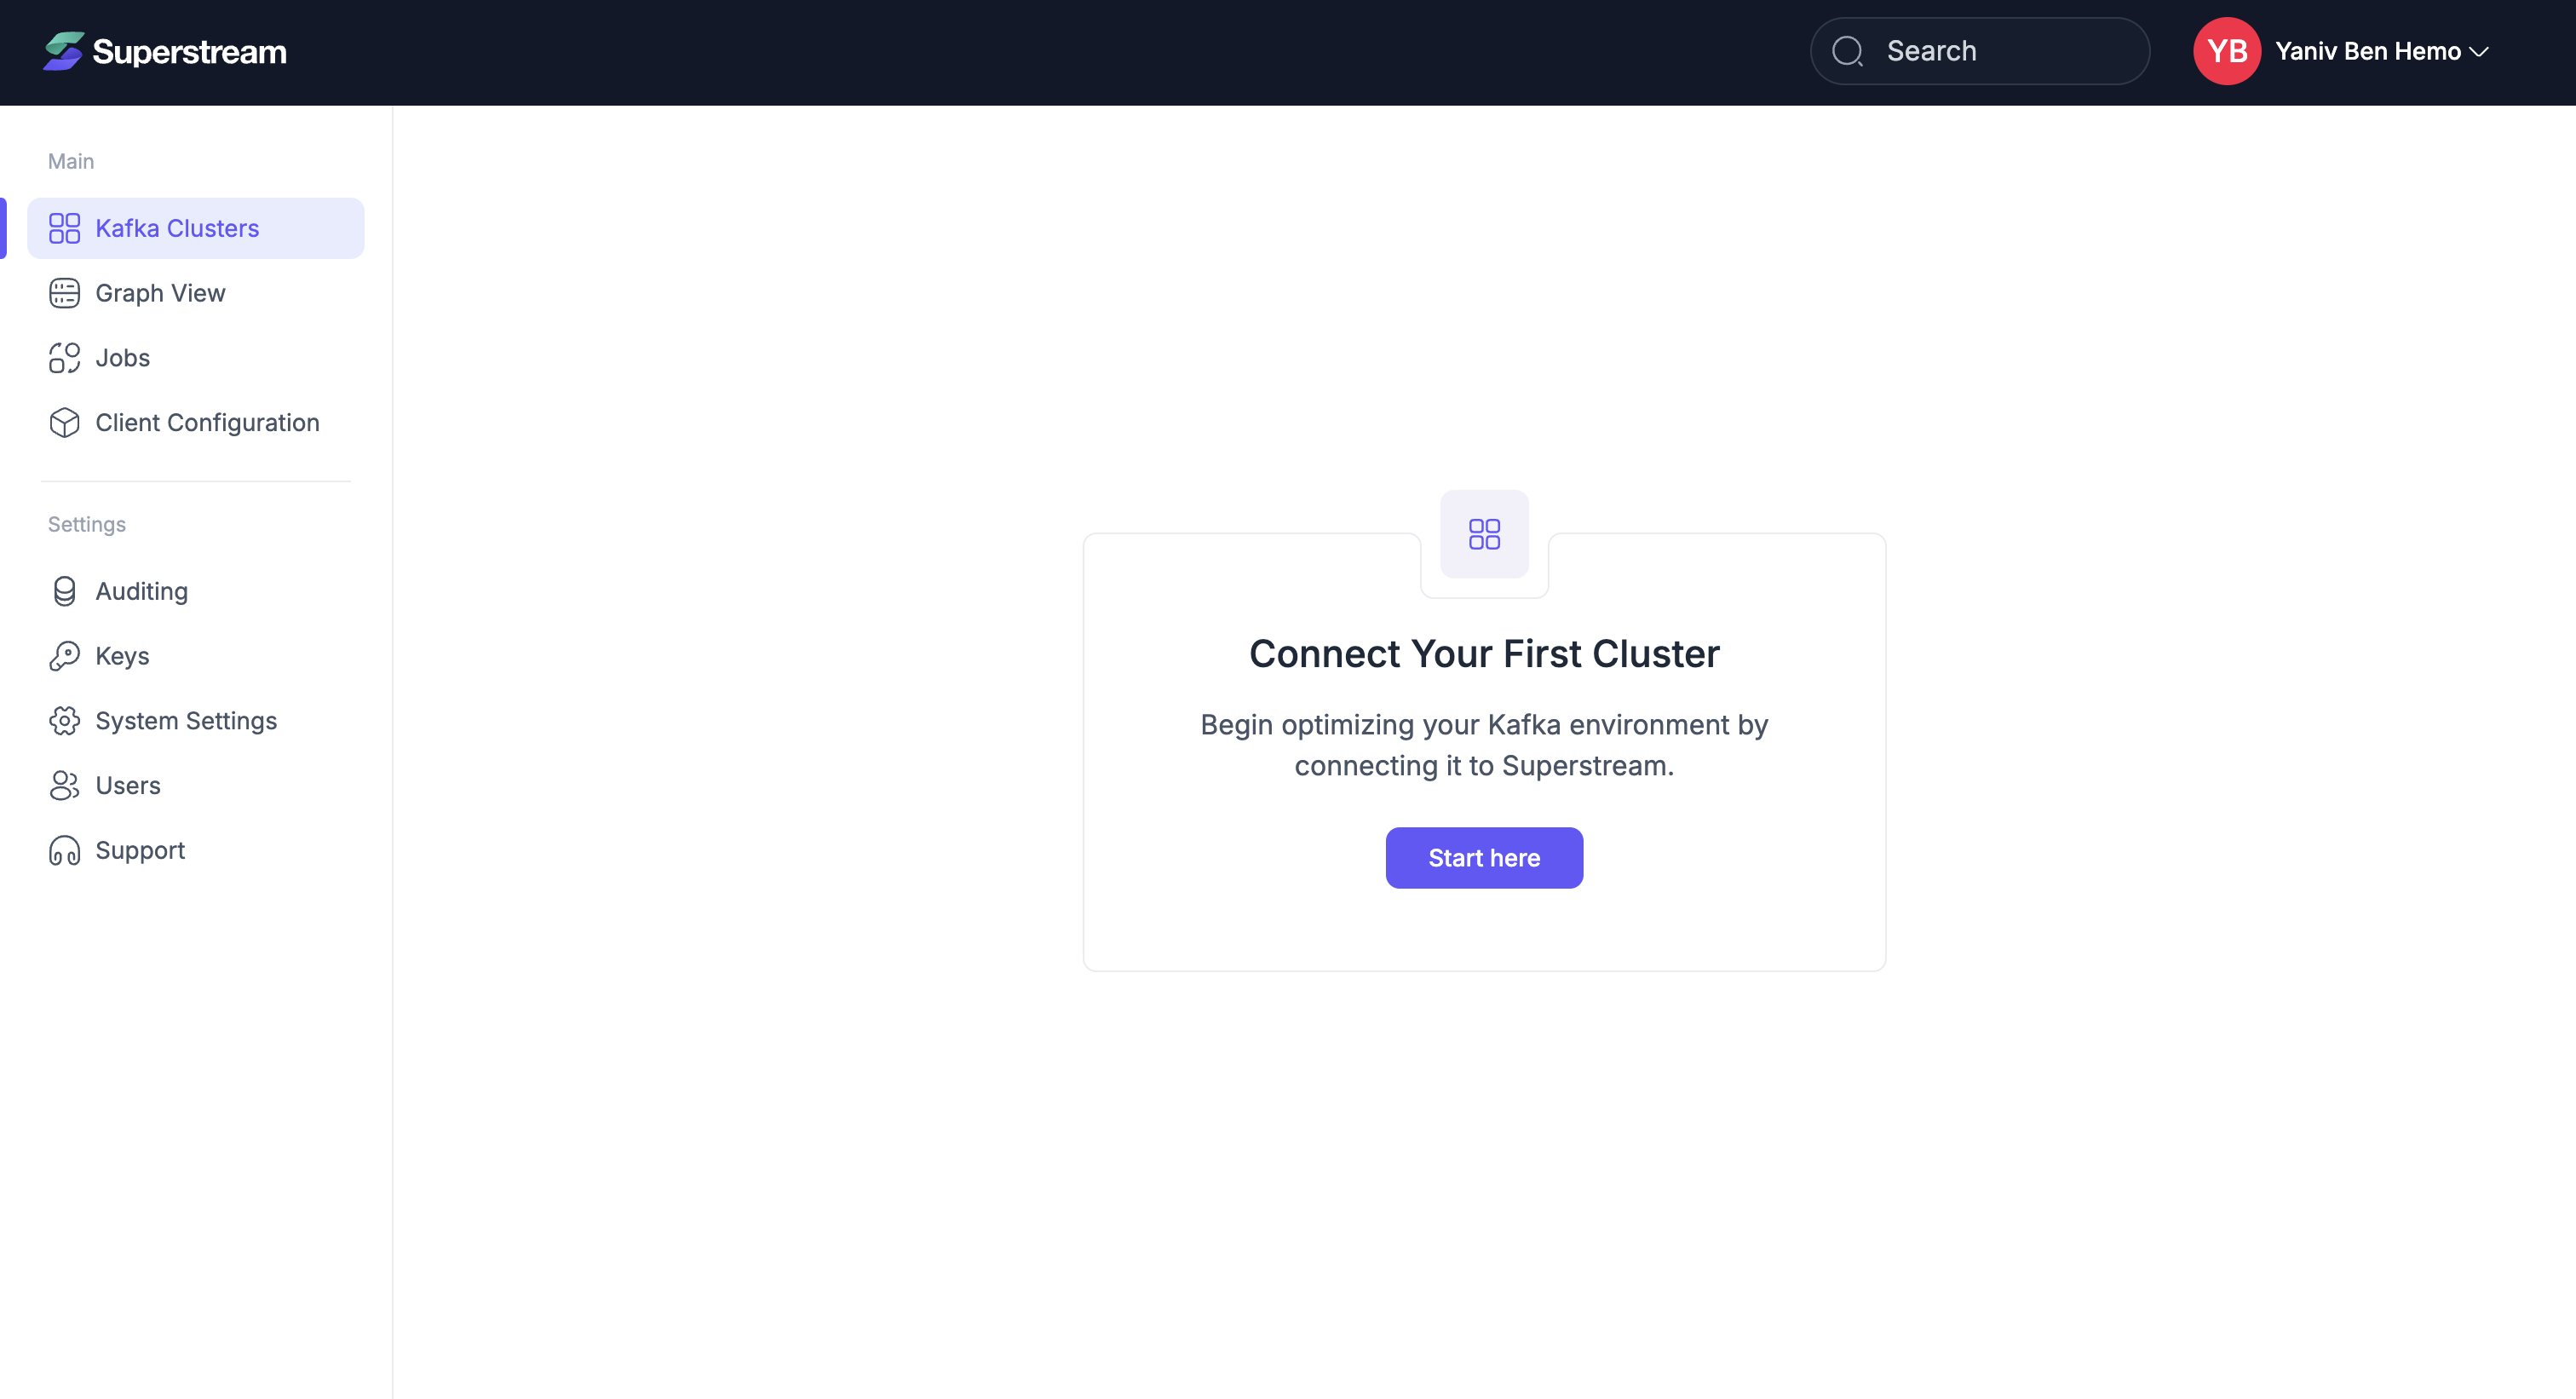 Superstream
Search
YB
Yaniv Ben Hemo
Main
Kafka Clusters
Graph View
Jobs
Client Configuration
Settings
Auditing
Keys
System Settings
Users
Support
Connect Your First Cluster
Begin optimizing your Kafka environment by
connecting it to Superstream.
Start here